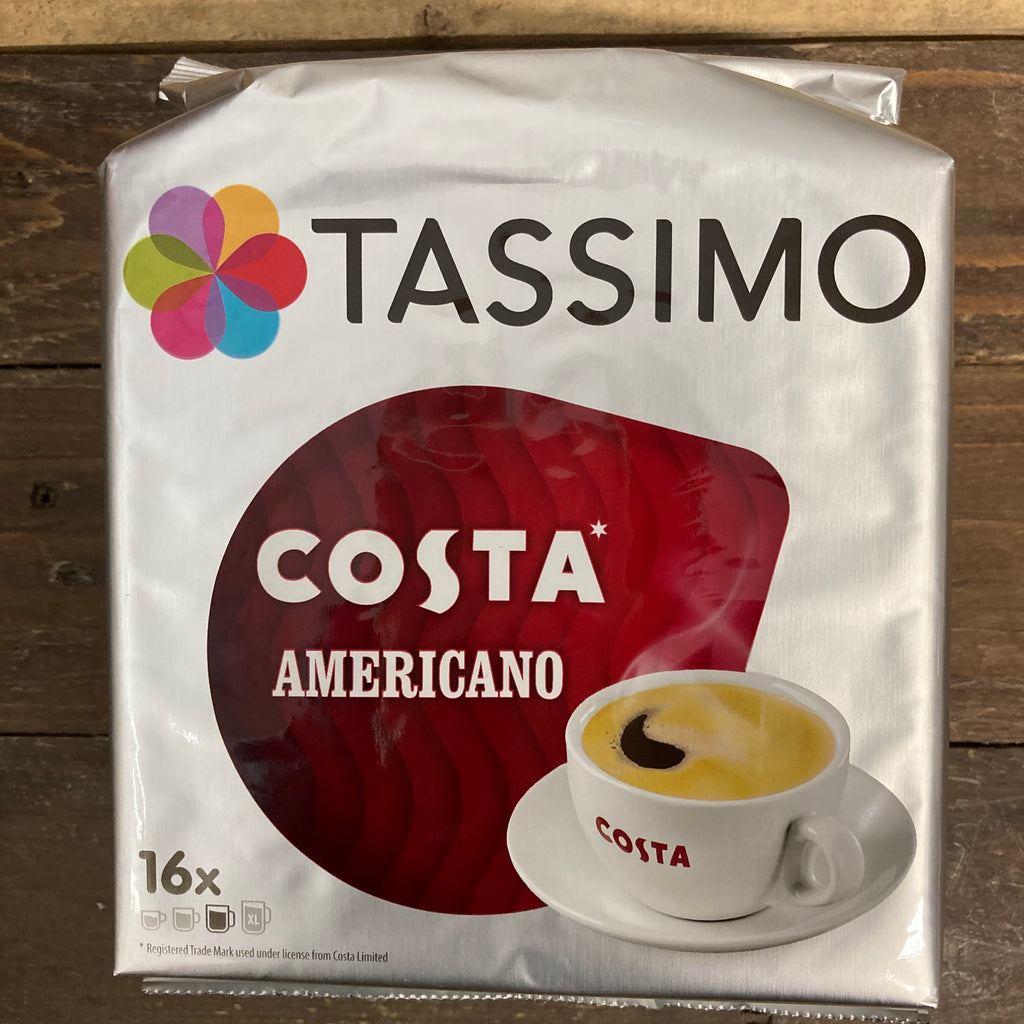 TASSIMO
COSTA*
AMERICANO
COSTA
16x
XL
* Registered Trade Mark used under license from Costa Limited